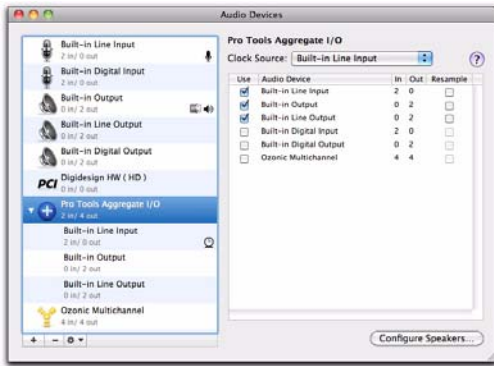 Audio Devices
Built-in Line Input
2 in/ 0 out
Built-in Digital Input
2 in/ 0 out
Built-in Output
0 in/ 2 out
Built-in Line Output
0 in/ 2 out
Built-in Digital Output
0 in/ 2 out
PCI
Digidesign HW ( HD )
0 in/ 0 out
Pro Tools Aggregate I/O
2 in/ 4 out
Built-in Line Input
2 in/ 0 out
Built-in Output
0 in/ 2 out
Built-in Line Output
0 in/ 2 out
Ozonic Multichannel
4 in/ 4 out
Pro Tools Aggregate I/O
Clock Source: Built-in Line Input
?
Use Audio Device In Out Resample
Built-in Line Input 2 0
Built-in Output 0 2
Built-in Line Output 0 2
Built-in Digital Input 2 0
Built-in Digital Output 0 2
Ozonic Multichannel 4 4
Configure Speakers...